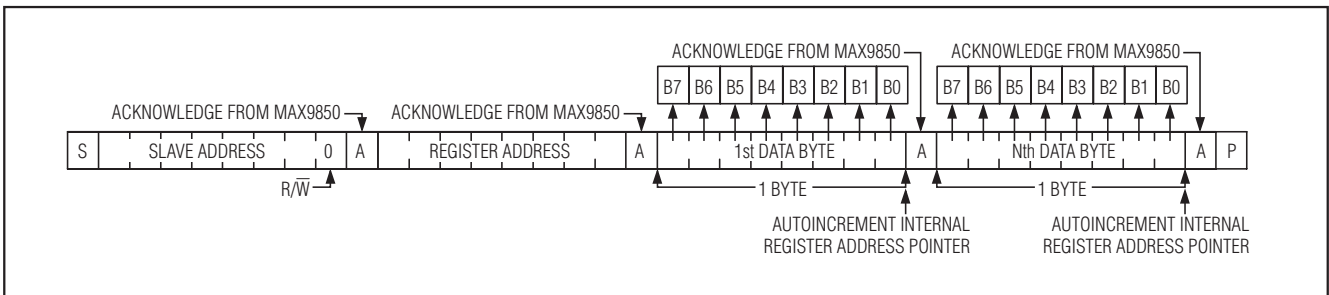 ACKNOWLEDGE FROM MAX9850
ACKNOWLEDGE FROM MAX9850
B7 B6 B5 B4 B3 B2 B1 B0
B7 B6 B5 B4 B3 B2 B1 B0
ACKNOWLEDGE FROM MAX9850
ACKNOWLEDGE FROM MAX9850
S SLAVE ADDRESS 0 A REGISTER ADDRESS A 1st DATA BYTE A Nth DATA BYTE A P
R/W̅
1 BYTE
1 BYTE
AUTOINCREMENT INTERNAL
REGISTER ADDRESS POINTER
AUTOINCREMENT INTERNAL
REGISTER ADDRESS POINTER